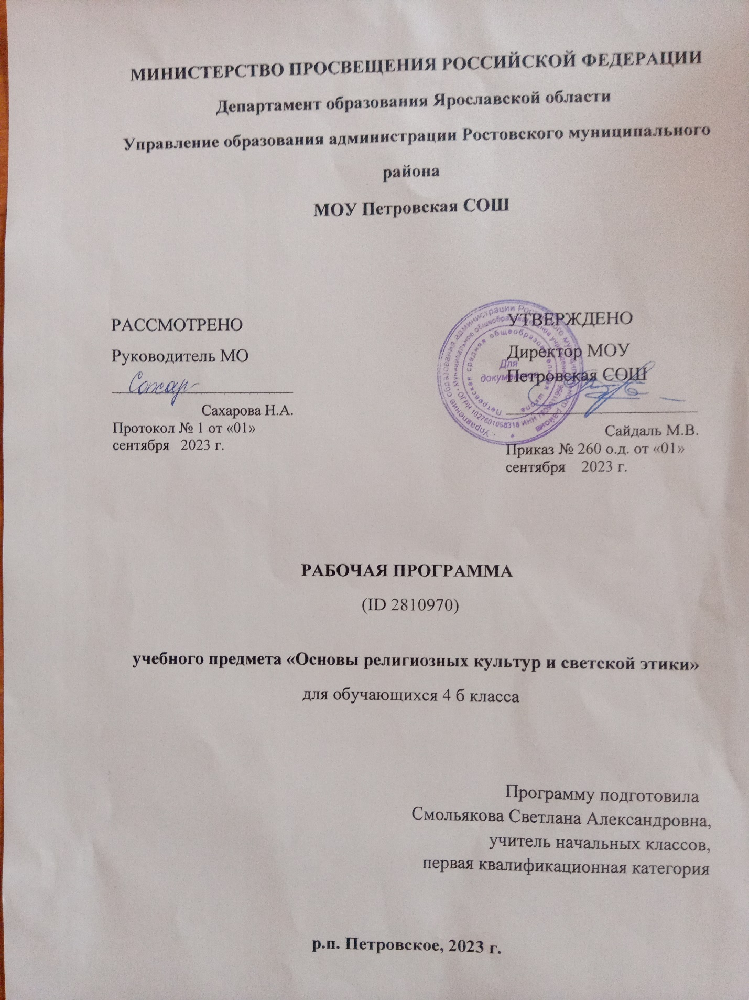 МИНИСТЕРСТВО ПРОСВЕЩЕНИЯ РОССИЙСКОЙ ФЕДЕРАЦИИ
Департамент образования Ярославской области
Управление образования администрации Ростовского муниципального
района
МОУ Петровская СОШ
РАССМОТРЕНО
Руководитель МО
Сахар
Сахарова Н.А.
Протокол № 1 от «01»
сентября 2023 г.
УТВЕРЖДЕНО
Директор МОУ
Петровская СОШ
Сайдаль М.В.
Приказ № 260 о.д. от «01»
сентября 2023 г.
Управление образования администрации Ростовского муниципального района
Муниципальное общеобразовательное учреждение
ОГРН 1027601068318 ИНН
Петровская средняя общеобразовательная школа
Для
документов
РАБОЧАЯ ПРОГРАММА
(ID 2810970)
учебного предмета «Основы религиозных культур и светской этики»
для обучающихся 4 б класса
Программу подготовила
Смольякова Светлана Александровна,
учитель начальных классов,
первая квалификационная категория
р.п. Петровское, 2023 г.